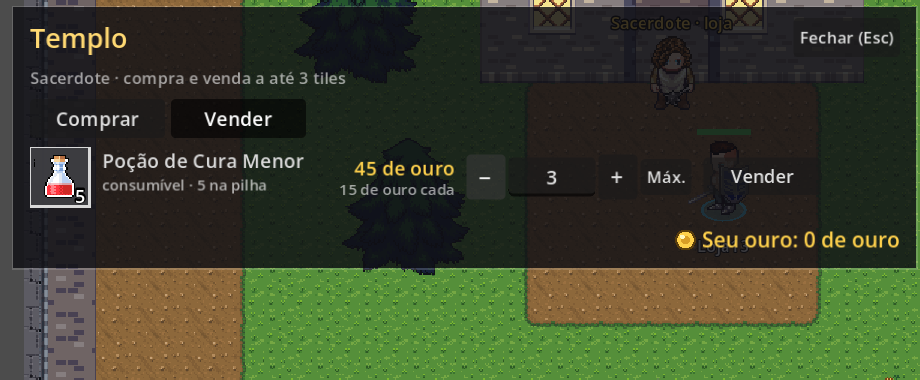 Sacerdote · loja
Templo
Fechar (Esc)
Sacerdote · compra e venda a até 3 tiles
Comprar
Vender
Poção de Cura Menor
consumível · 5 na pilha
5
45 de ouro
15 de ouro cada
−
3
+
Máx.
Vender
Seu ouro: 0 de ouro